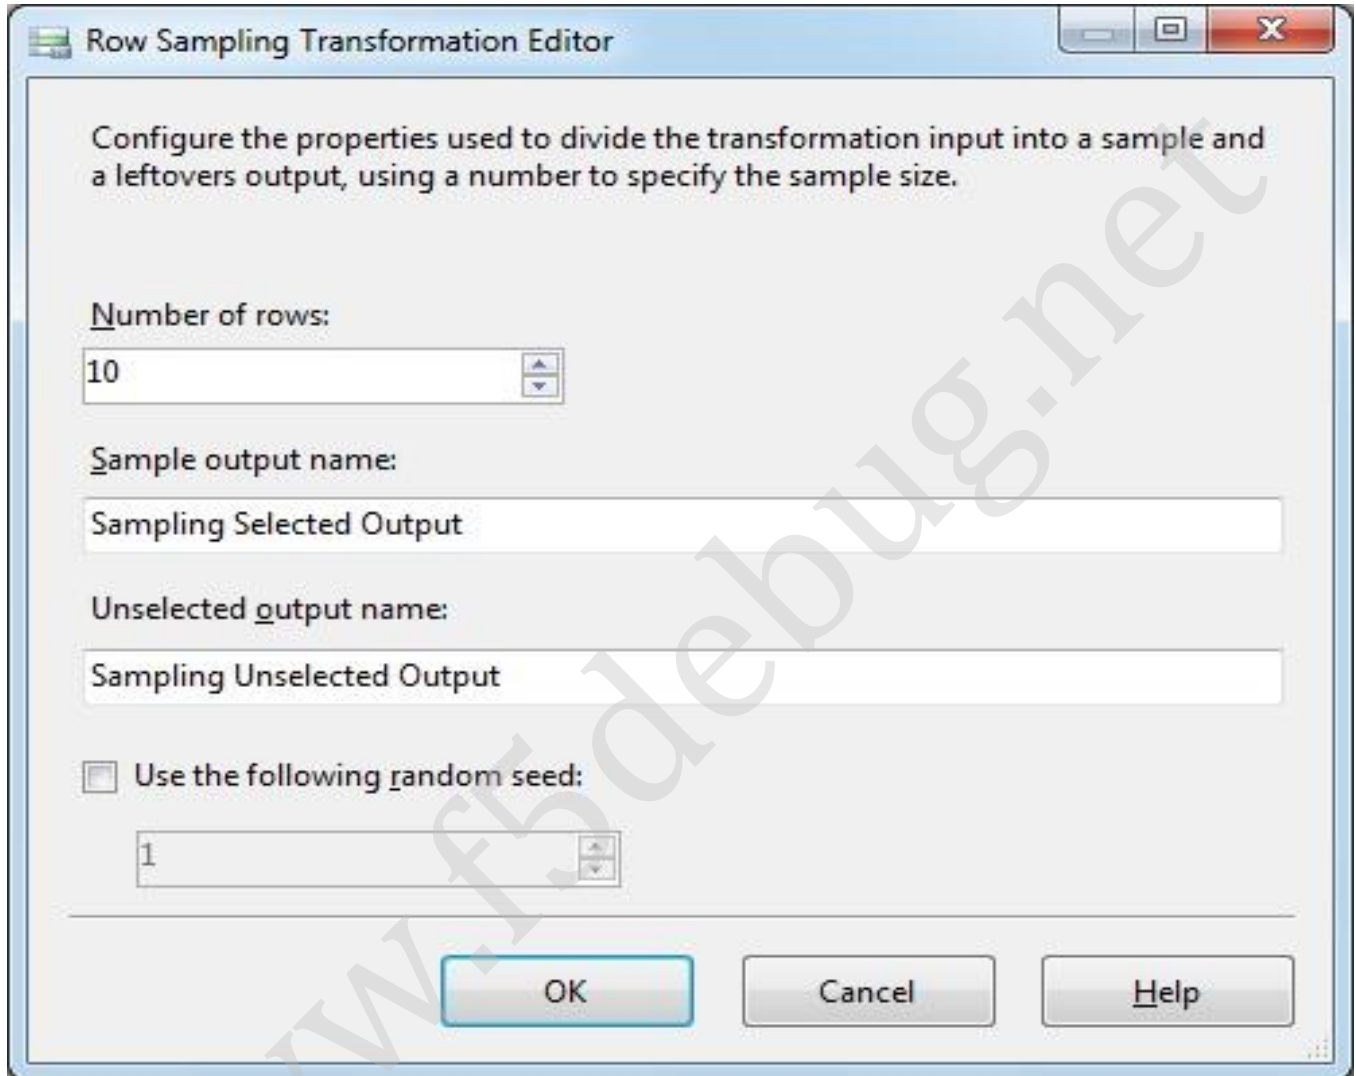 Row Sampling Transformation Editor
Configure the properties used to divide the transformation input into a sample and
a leftovers output, using a number to specify the sample size.
Number of rows:
10
Sample output name:
Sampling Selected Output
Unselected output name:
Sampling Unselected Output
Use the following random seed:
1
OK
Cancel
Help
w.f5debug.net